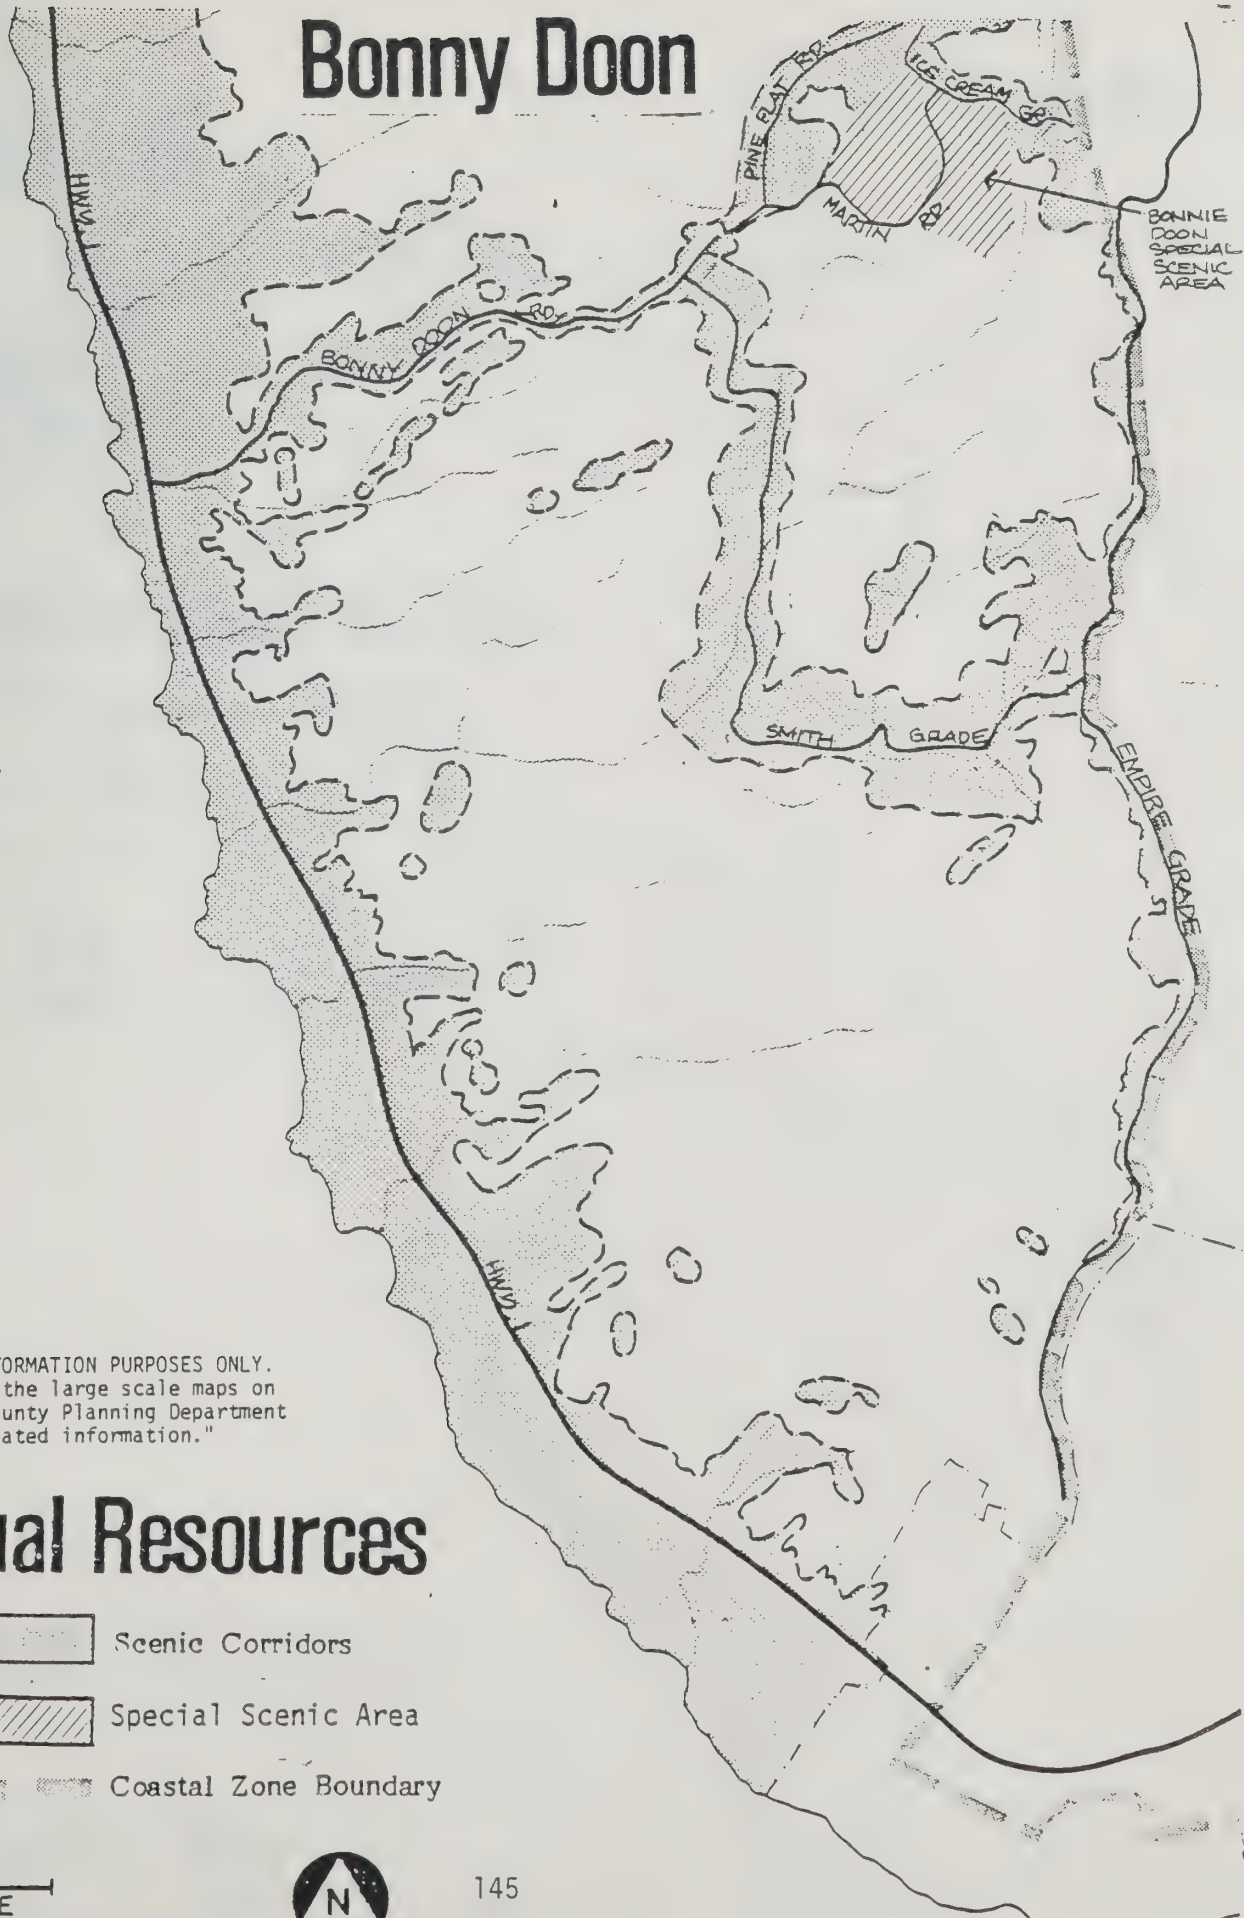 Bonny Doon
PINE FLAT RD.
ICE CREAM GR.
HWY 1
MARTIN RD
BONNIE
DOON
SPECIAL
SCENIC
AREA
BONNY DOON RD.
SMITH GRADE
EMPIRE GRADE
HWY 1
FORMATION PURPOSES ONLY.
the large scale maps on
unty Planning Department
ated information."
ual Resources
Scenic Corridors
Special Scenic Area
Coastal Zone Boundary
E
N
145